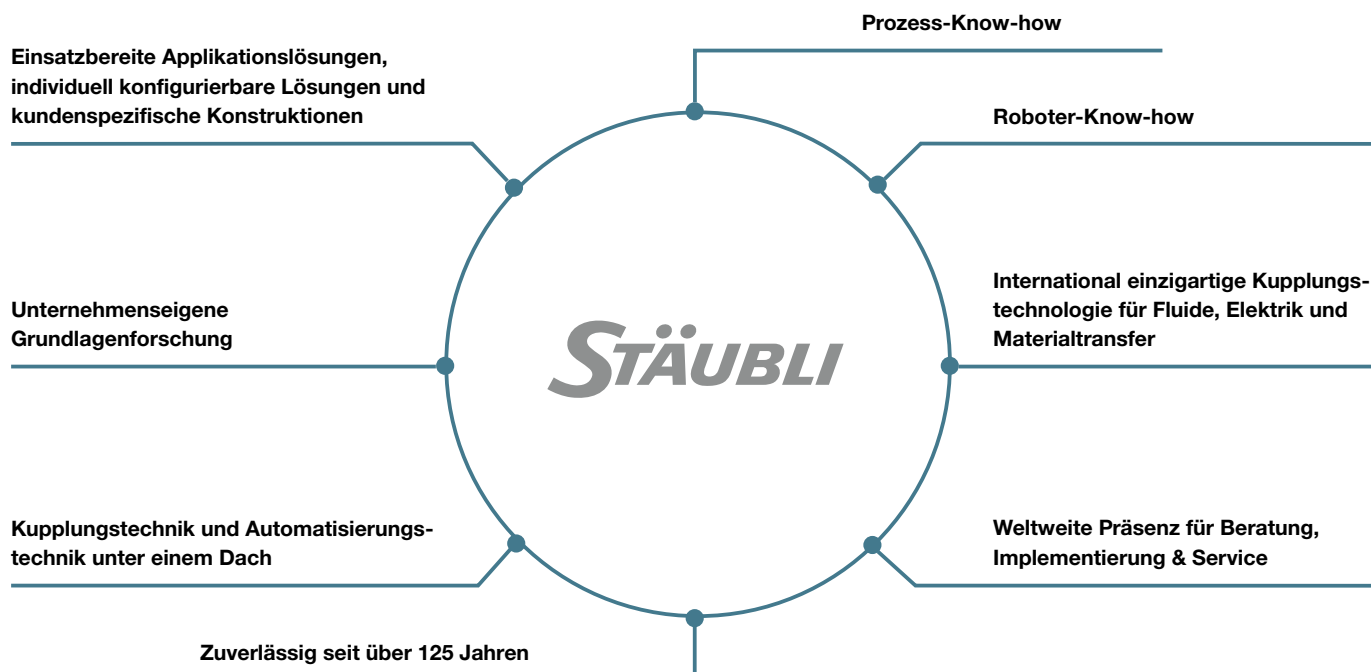 Prozess-Know-how
Einsatzbereite Applikationslösungen,
individuell konfigurierbare Lösungen und
kundenspezifische Konstruktionen
Roboter-Know-how
International einzigartige Kupplungs-
technologie für Fluide, Elektrik und
Materialtransfer
Unternehmenseigene
Grundlagenforschung
STÄUBLI
Kupplungstechnik und Automatisierungs-
technik unter einem Dach
Weltweite Präsenz für Beratung,
Implementierung & Service
Zuverlässig seit über 125 Jahren